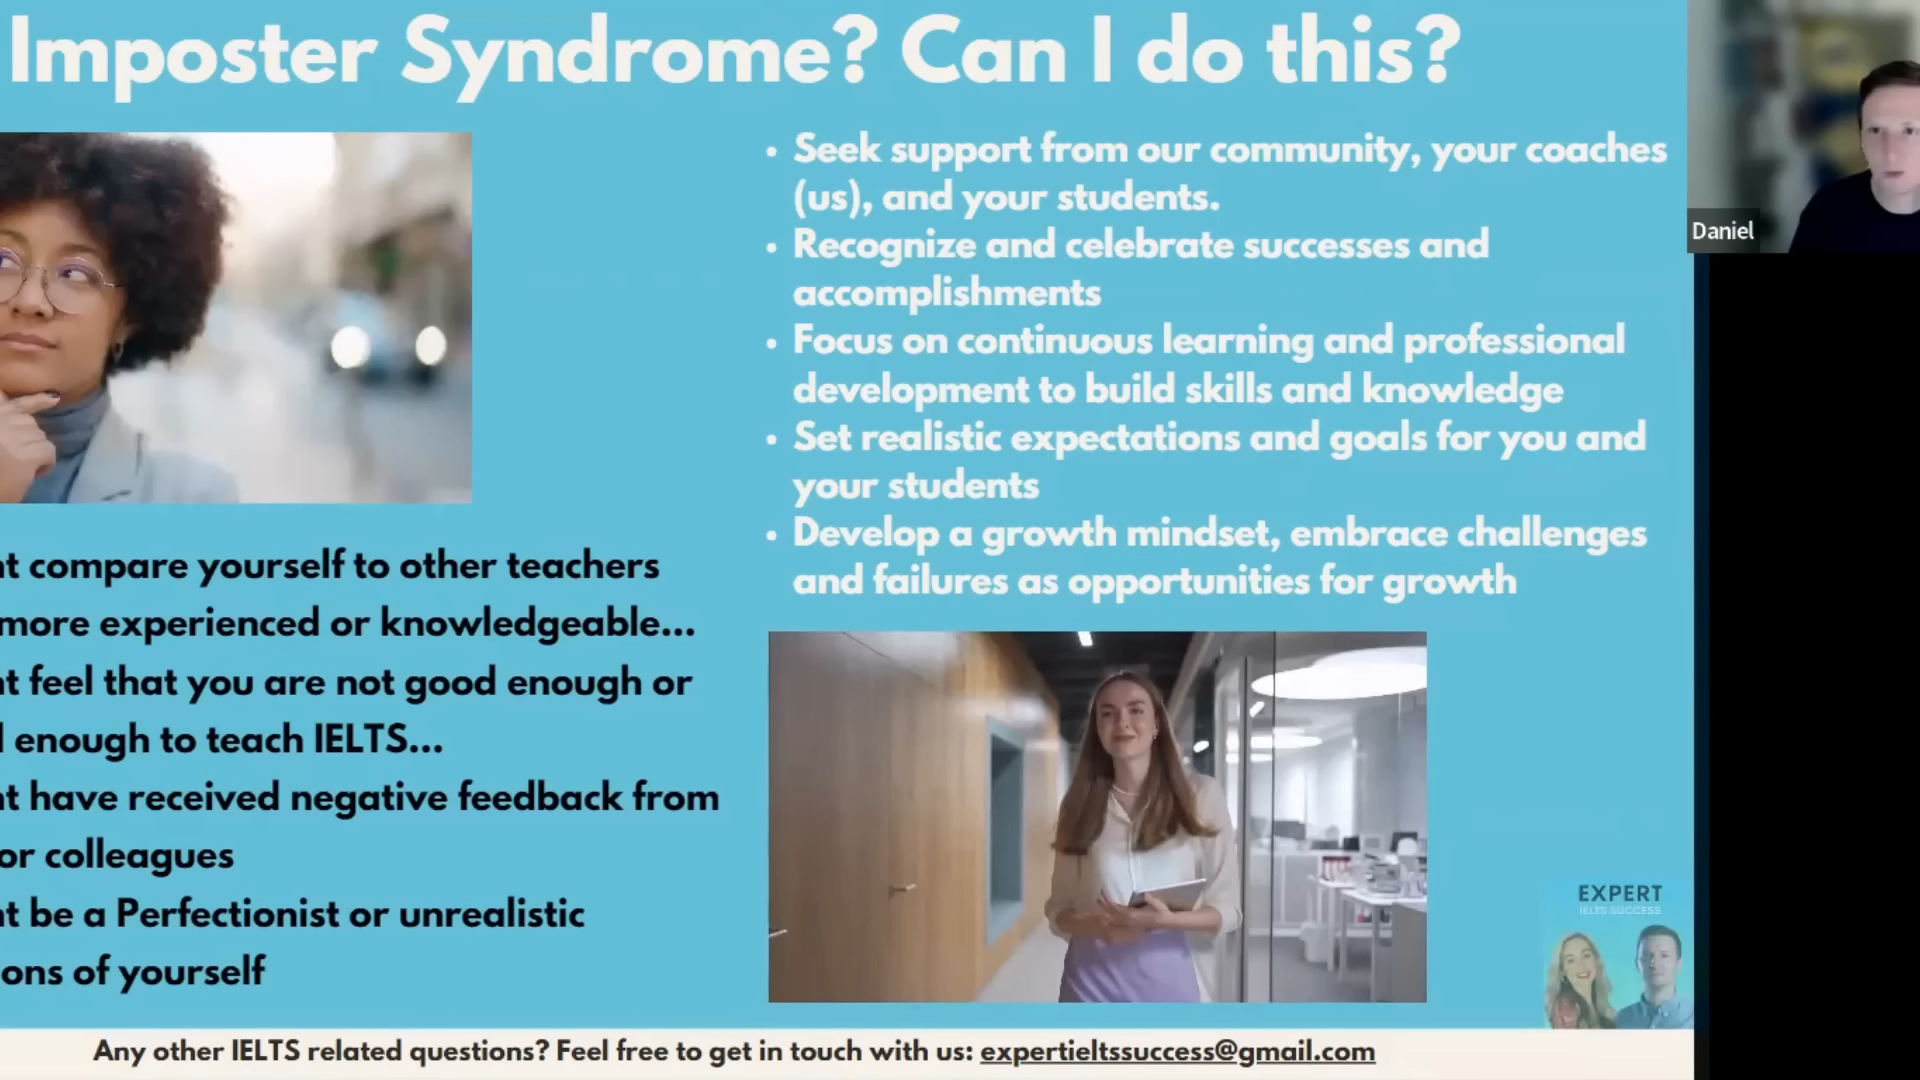 Imposter Syndrome? Can I do this?
• Seek support from our community, your coaches
(us), and your students.
• Recognize and celebrate successes and
accomplishments
• Focus on continuous learning and professional
development to build skills and knowledge
• Set realistic expectations and goals for you and
your students
• Develop a growth mindset, embrace challenges
and failures as opportunities for growth
Daniel
compare yourself to other teachers
more experienced or knowledgeable...
feel that you are not good enough or
enough to teach IELTS...
have received negative feedback from
or colleagues
be a Perfectionist or unrealistic
of yourself
EXPERT
IELTS SUCCESS
Any other IELTS related questions? Feel free to get in touch with us: expertieltssuccess@gmail.com